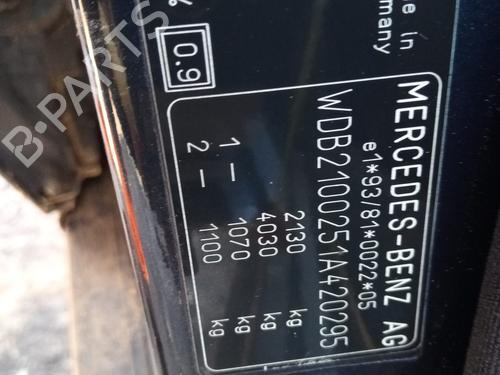 MERCEDES-BENZ AG
e1*93/81*0022*05
WDB2100251A420295
2130 kg
4030 kg
1 — 1070 kg
2 — 1100 kg
% 0.9
de in
many
B-PARTS